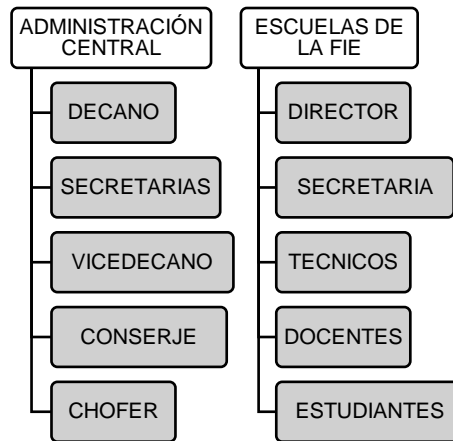 ADMINISTRACIÓN
CENTRAL
DECANO
SECRETARIAS
VICEDECANO
CONSERJE
CHOFER
ESCUELAS DE
LA FIE
DIRECTOR
SECRETARIA
TECNICOS
DOCENTES
ESTUDIANTES